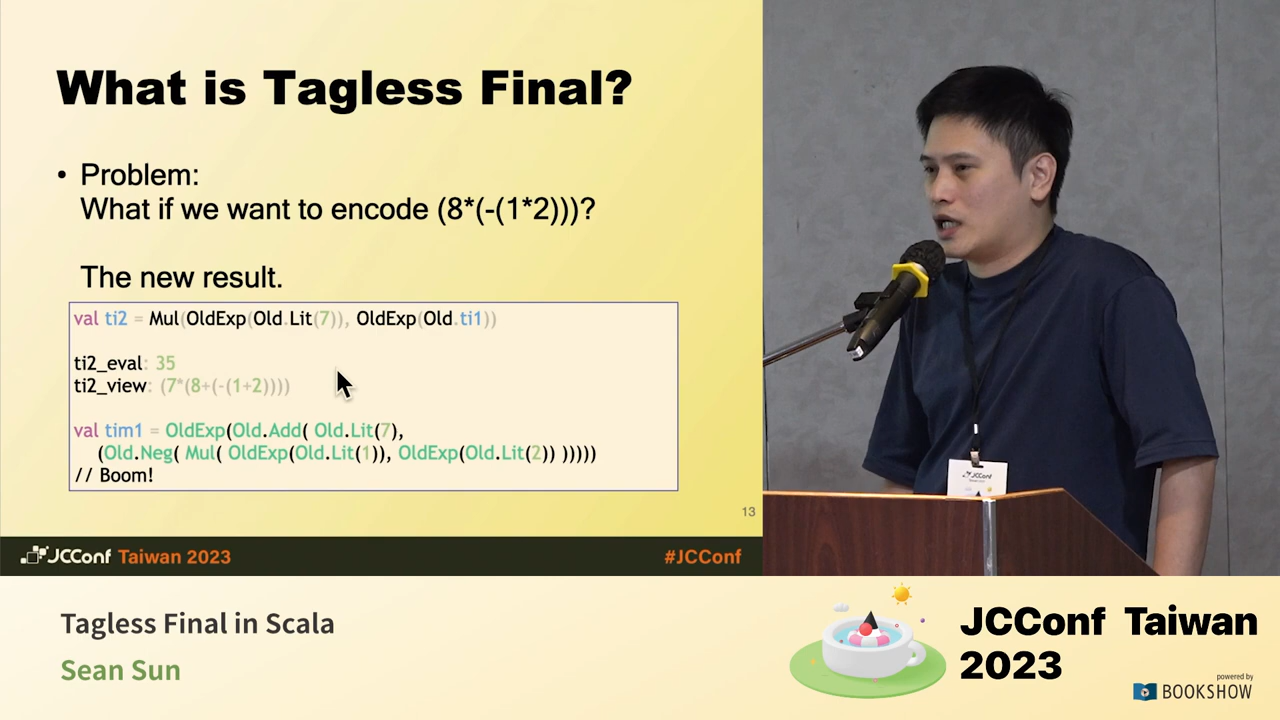 What is Tagless Final?
• Problem:
What if we want to encode (8*(-(1*2)))?
The new result.
val ti2 = Mul(OldExp(Old.Lit(7)), OldExp(Old.ti1))
ti2_eval: 35
ti2_view: (7*(8+(-(1+2))))
val tim1 = OldExp(Old.Add( Old.Lit(7),
(Old.Neg( Mul( OldExp(Old.Lit(1)), OldExp(Old.Lit(2)) )))))
// Boom!
13
JCConf Taiwan 2023
#JCConf
JCConf
Tagless Final in Scala
Sean Sun
JCConf Taiwan
2023
powered by
BOOKSHOW